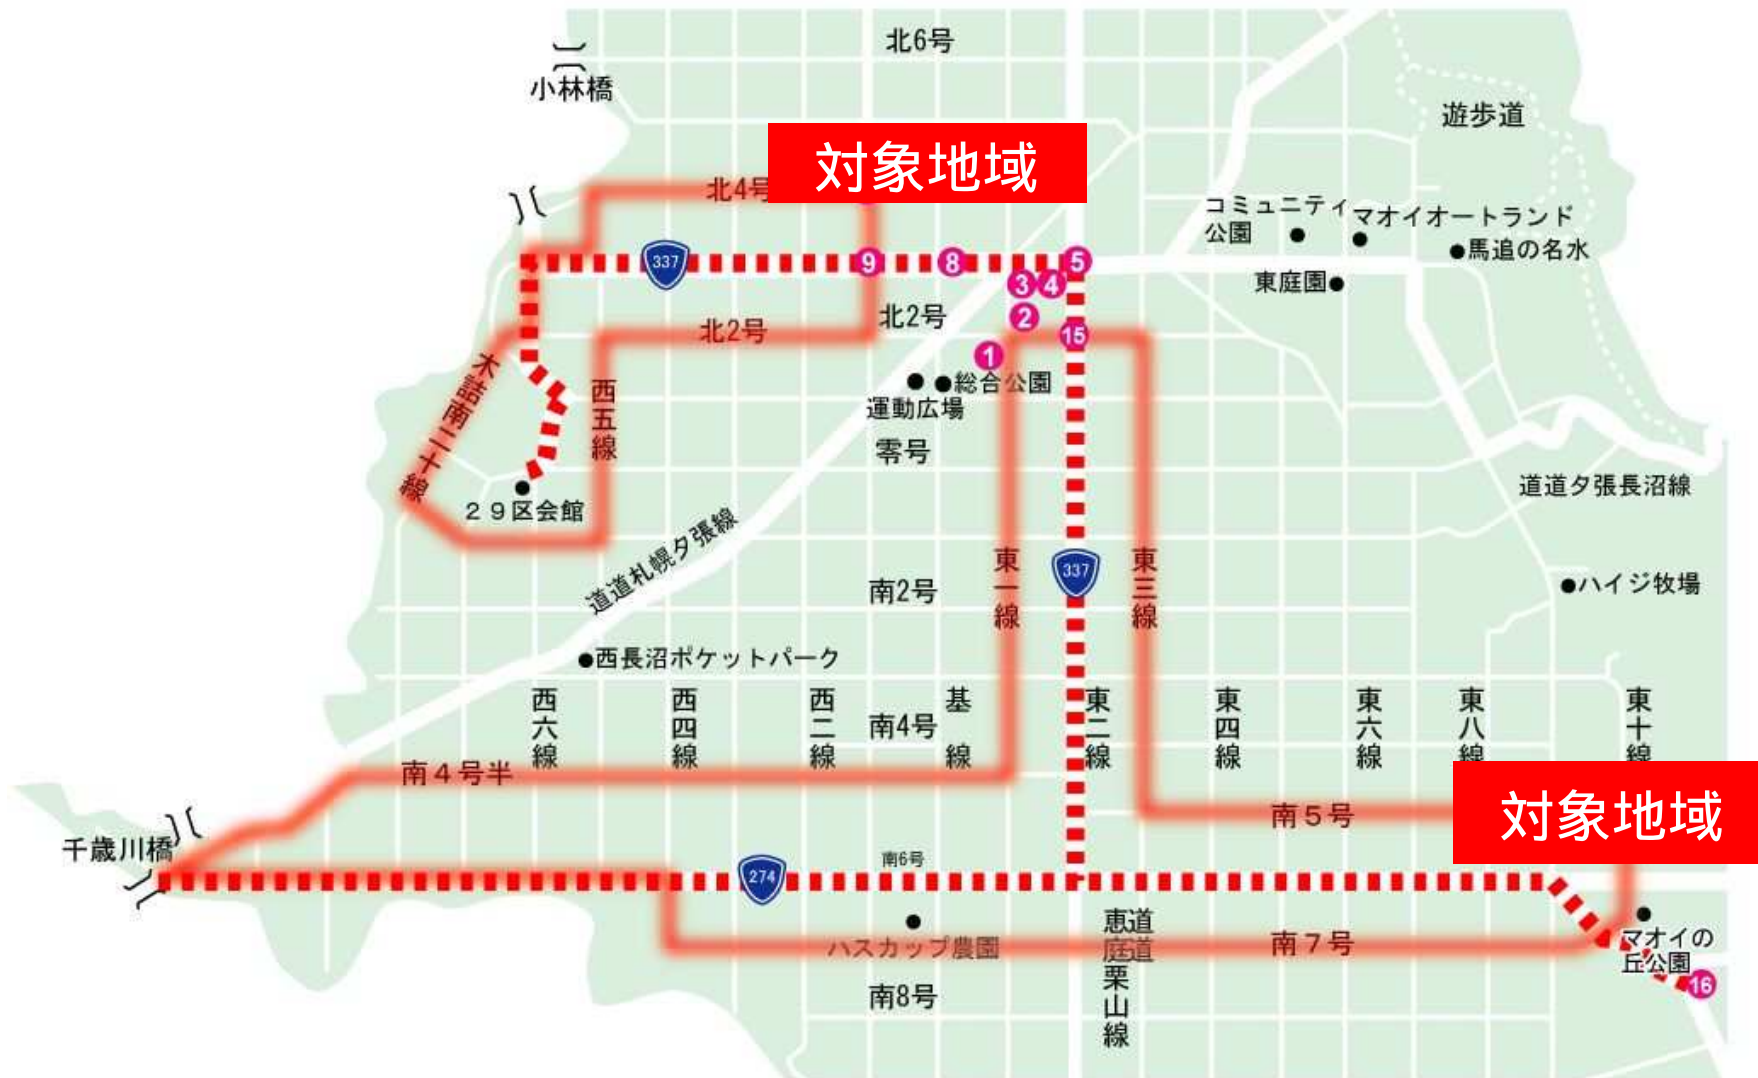 北6号
小林橋
遊歩道
対象地域
北4号
コミュニティ
公園
マオイオートランド
馬追の名水
東庭園
337
9
8
5
3
4
2
15
1
北2号
北2号
総合公園
運動広場
零号
木詰南二十線
西五線
29区会館
道道夕張長沼線
道道札幌夕張線
東一線
337
東三線
南2号
ハイジ牧場
西長沼ポケットパーク
西六線
西四線
西二線
南4号
基線
東二線
東四線
東六線
東八線
東十線
南4号半
対象地域
南5号
千歳川橋
南6号
274
ハスカップ農園
恵庭栗山線
道道
南7号
マオイの
丘公園
16
南8号